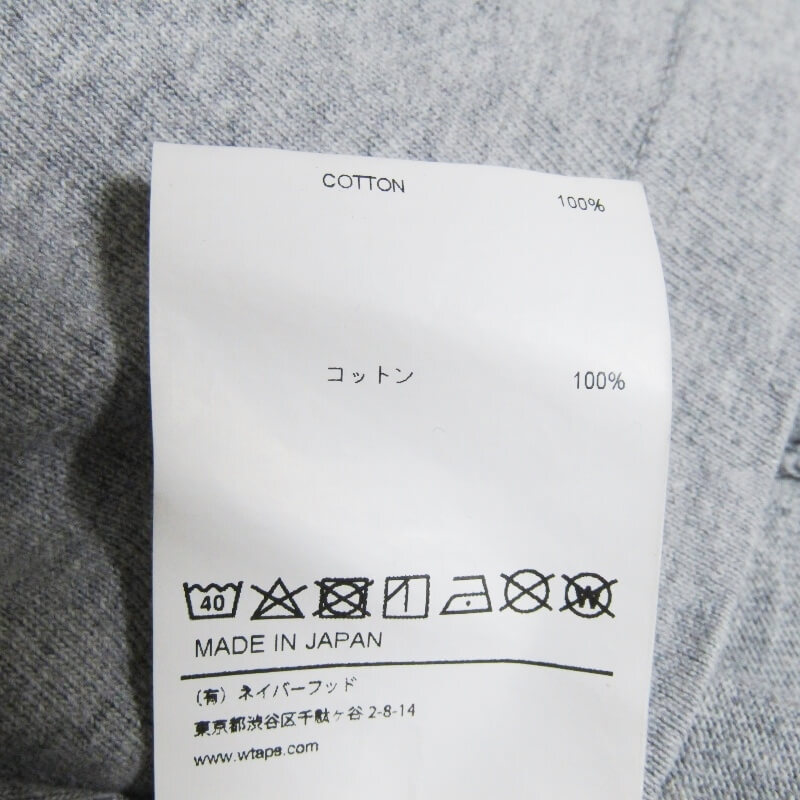 COTTON 100%
コットン 100%
40 W
MADE IN JAPAN
(有) ネイバーフッド
東京都渋谷区千駄ヶ谷 2-8-14
www.wtaps.com